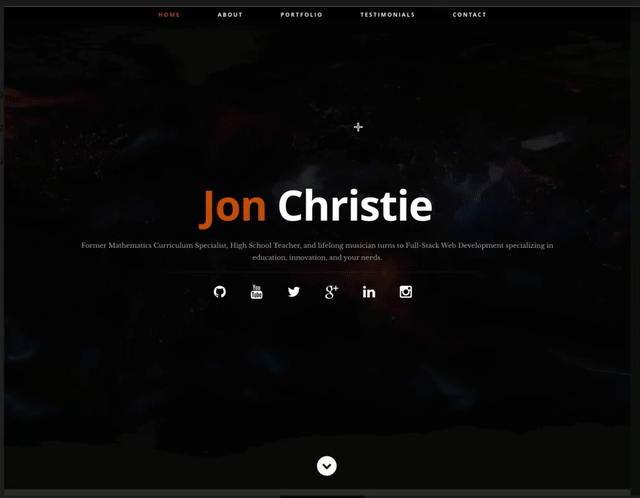 HOME ABOUT PORTFOLIO TESTIMONIALS CONTACT
Jon Christie
Former Mathematics Curriculum Specialist, High School Teacher, and lifelong musician turns to Full-Stack Web Development specializing in
education, innovation, and your needs.
You
Tube
g+
in